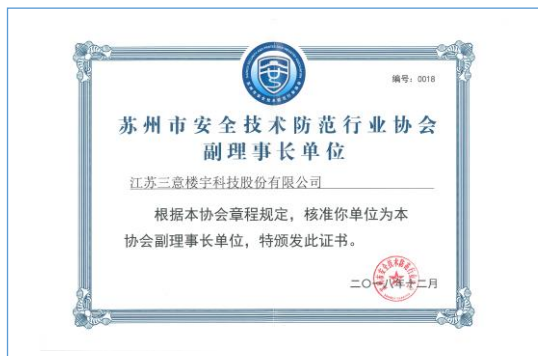 编号：0018
苏州市安全技术防范行业协会
副理事长单位
江苏三意楼宇科技股份有限公司
根据本协会章程规定，核准你单位为本
协会副理事长单位，特颁发此证书。
二〇一八年十二月